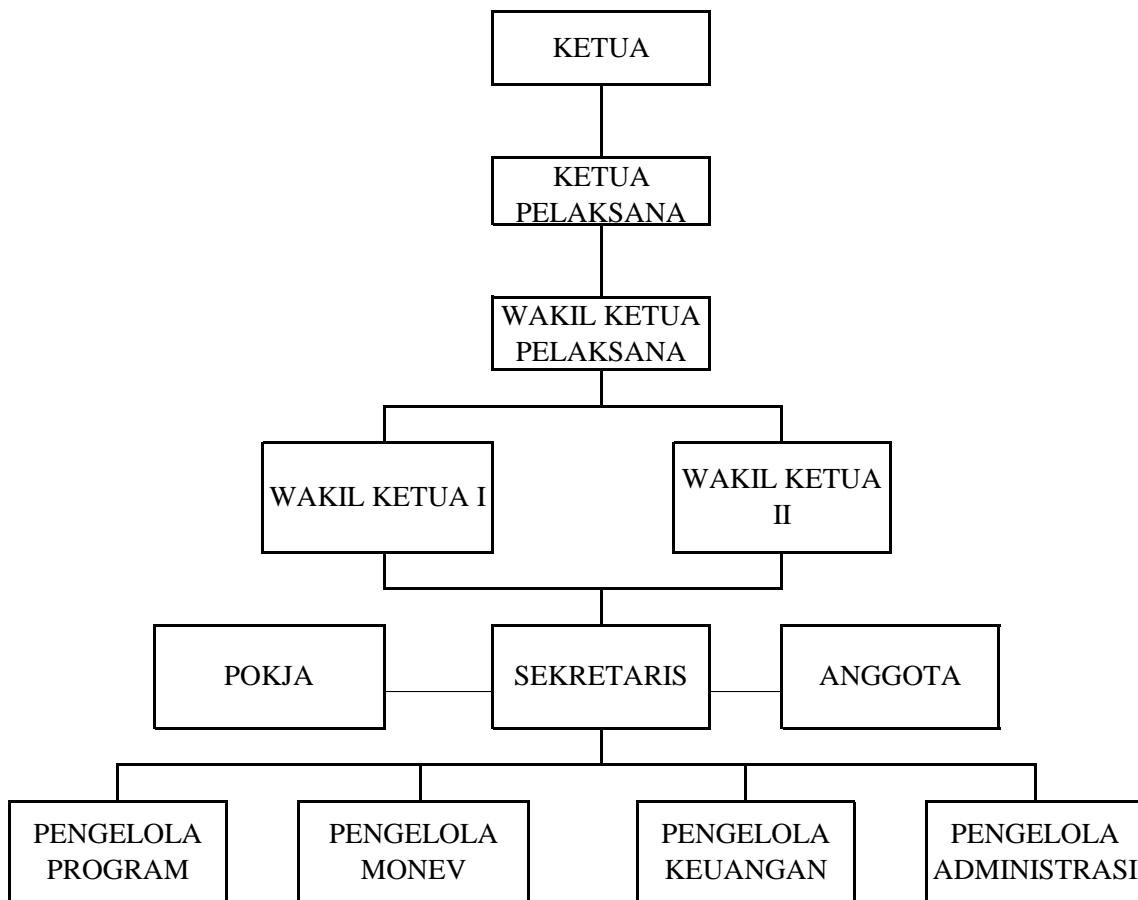 KETUA
KETUA
PELAKSANA
WAKIL KETUA
PELAKSANA
WAKIL KETUA I
WAKIL KETUA
II
POKJA
SEKRETARIS
ANGGOTA
PENGELOLA
PROGRAM
PENGELOLA
MONEV
PENGELOLA
KEUANGAN
PENGELOLA
ADMINISTRASI